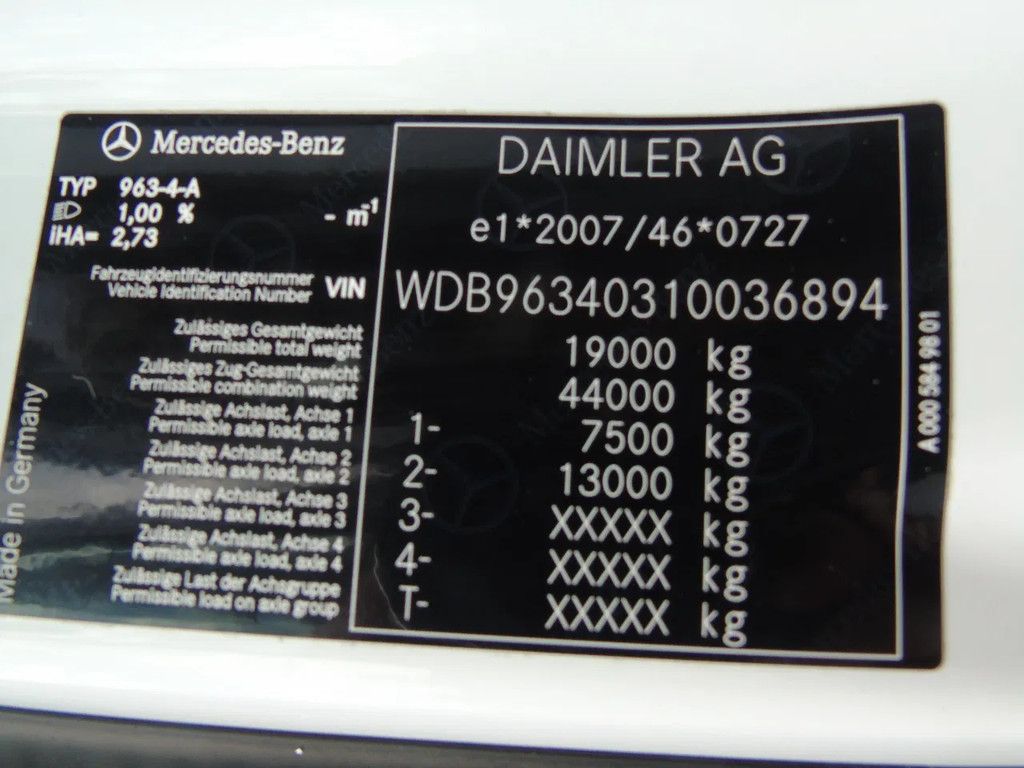 Mercedes-Benz
TYP 963-4-A
1,00 % - m-1
iHA= 2,73
Fahrzeugidentifizierungsnummer
Vehicle Identification Number VIN
Zulässiges Gesamtgewicht
Permissible total weight
Zulässiges Zug-Gesamtgewicht
Permissible combination weight
Zulässige Achslast, Achse 1
Permissible axle load, axle 1
Zulässige Achslast, Achse 2
Permissible axle load, axle 2
Zulässige Achslast, Achse 3
Permissible axle load, axle 3
Zulässige Achslast, Achse 4
Permissible axle load, axle 4
Zulässige Last der Achsgruppe
Permissible load on axle group
Made in Germany
DAIMLER AG
e1*2007/46*0727
WDB96340310036894
19000 kg
44000 kg
1- 7500 kg
2- 13000 kg
3- XXXXX kg
4- XXXXX kg
T- XXXXX kg
A 000 584 98 01